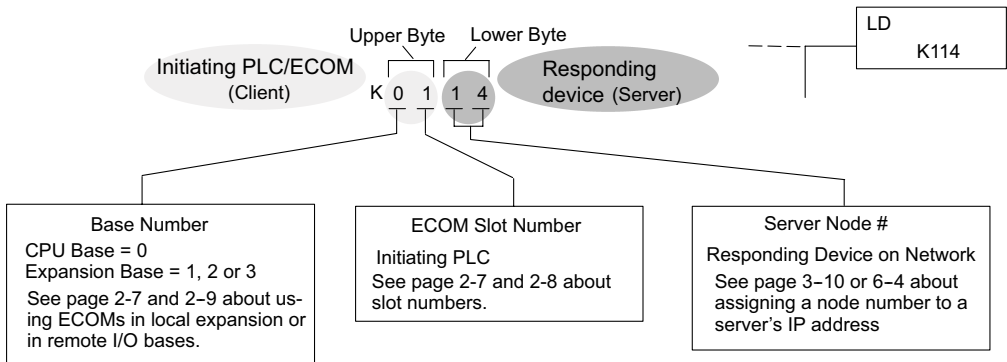 Upper Byte
Lower Byte
LD
K114
Initiating PLC/ECOM
(Client)
K 0 1 1 4
Responding
device (Server)
Base Number
CPU Base = 0
Expansion Base = 1, 2 or 3
See page 2-7 and 2-9 about us-
ing ECOMs in local expansion or
in remote I/O bases.
ECOM Slot Number
Initiating PLC
See page 2-7 and 2-8 about
slot numbers.
Server Node #
Responding Device on Network
See page 3-10 or 6-4 about
assigning a node number to a
server's IP address